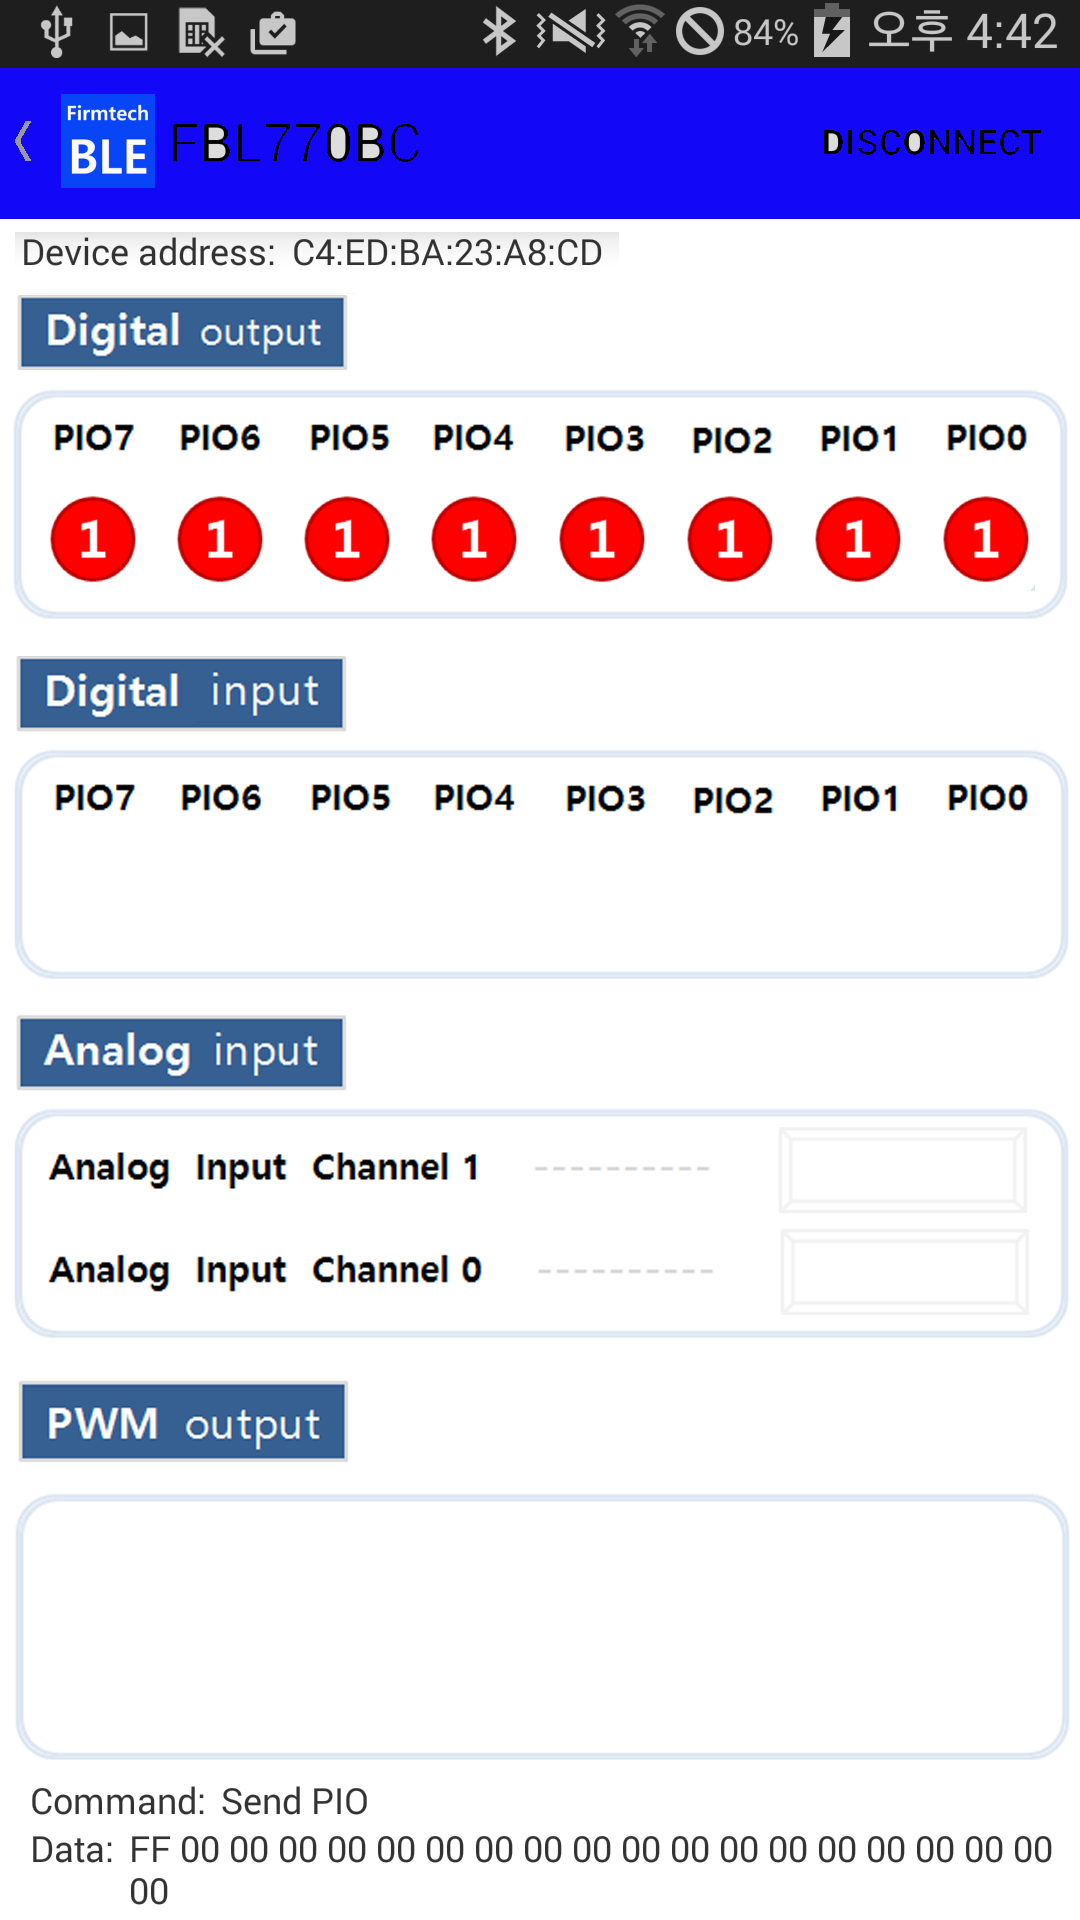 84% 오후 4:42
Firmtech
BLE
FBL770BC
DISCONNECT
Device address: C4:ED:BA:23:A8:CD
Digital output
PIO7 PIO6 PIO5 PIO4 PIO3 PIO2 PIO1 PIO0
1 1 1 1 1 1 1 1
Digital input
PIO7 PIO6 PIO5 PIO4 PIO3 PIO2 PIO1 PIO0
Analog input
Analog Input Channel 1 ----------
Analog Input Channel 0 ----------
PWM output
Command: Send PIO
Data: FF 00 00 00 00 00 00 00 00 00 00 00 00 00 00 00 00 00 00
00